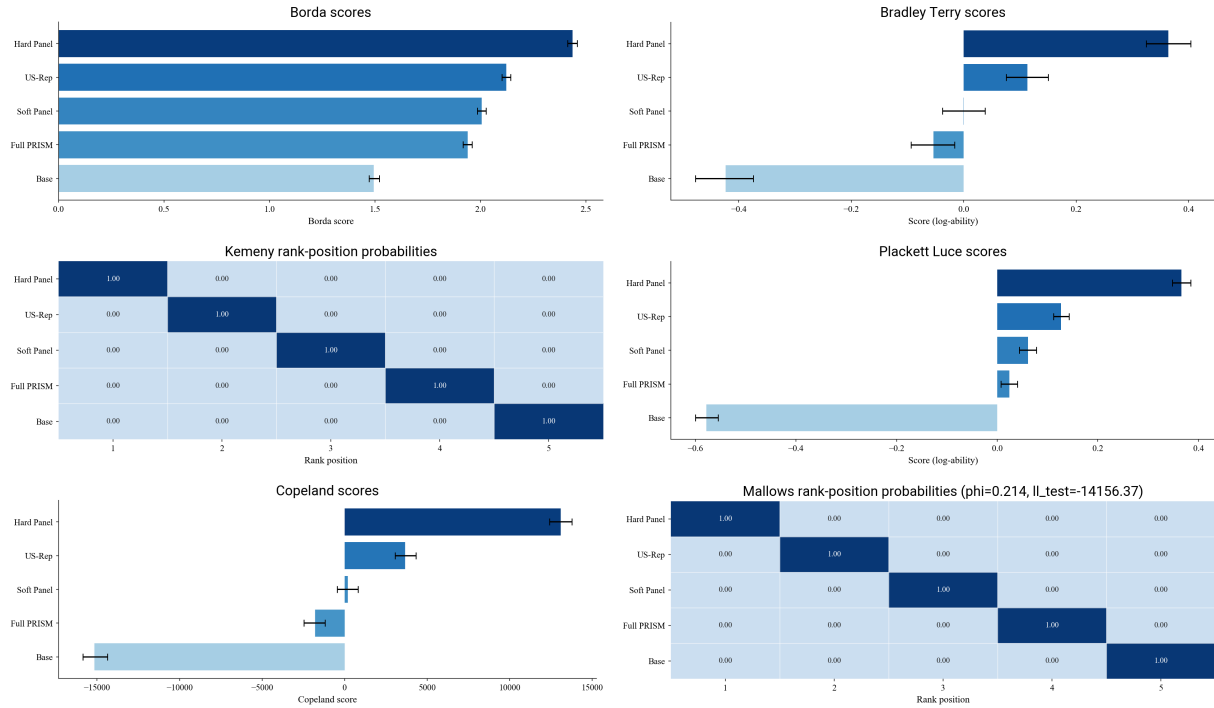 Borda scores
Hard Panel
US-Rep
Soft Panel
Full PRISM
Base
0.0 0.5 1.0 1.5 2.0 2.5
Borda score
Bradley Terry scores
Hard Panel
US-Rep
Soft Panel
Full PRISM
Base
−0.4 −0.2 0.0 0.2 0.4
Score (log-ability)
Kemeny rank-position probabilities
Hard Panel 1.00 0.00 0.00 0.00 0.00
US-Rep 0.00 1.00 0.00 0.00 0.00
Soft Panel 0.00 0.00 1.00 0.00 0.00
Full PRISM 0.00 0.00 0.00 1.00 0.00
Base 0.00 0.00 0.00 0.00 1.00
1 2 3 4 5
Rank position
Plackett Luce scores
Hard Panel
US-Rep
Soft Panel
Full PRISM
Base
−0.6 −0.4 −0.2 0.0 0.2 0.4
Score (log-ability)
Copeland scores
Hard Panel
US-Rep
Soft Panel
Full PRISM
Base
−15000 −10000 −5000 0 5000 10000 15000
Copeland score
Mallows rank-position probabilities (phi=0.214, ll_test=-14156.37)
Hard Panel 1.00 0.00 0.00 0.00 0.00
US-Rep 0.00 1.00 0.00 0.00 0.00
Soft Panel 0.00 0.00 1.00 0.00 0.00
Full PRISM 0.00 0.00 0.00 1.00 0.00
Base 0.00 0.00 0.00 0.00 1.00
1 2 3 4 5
Rank position